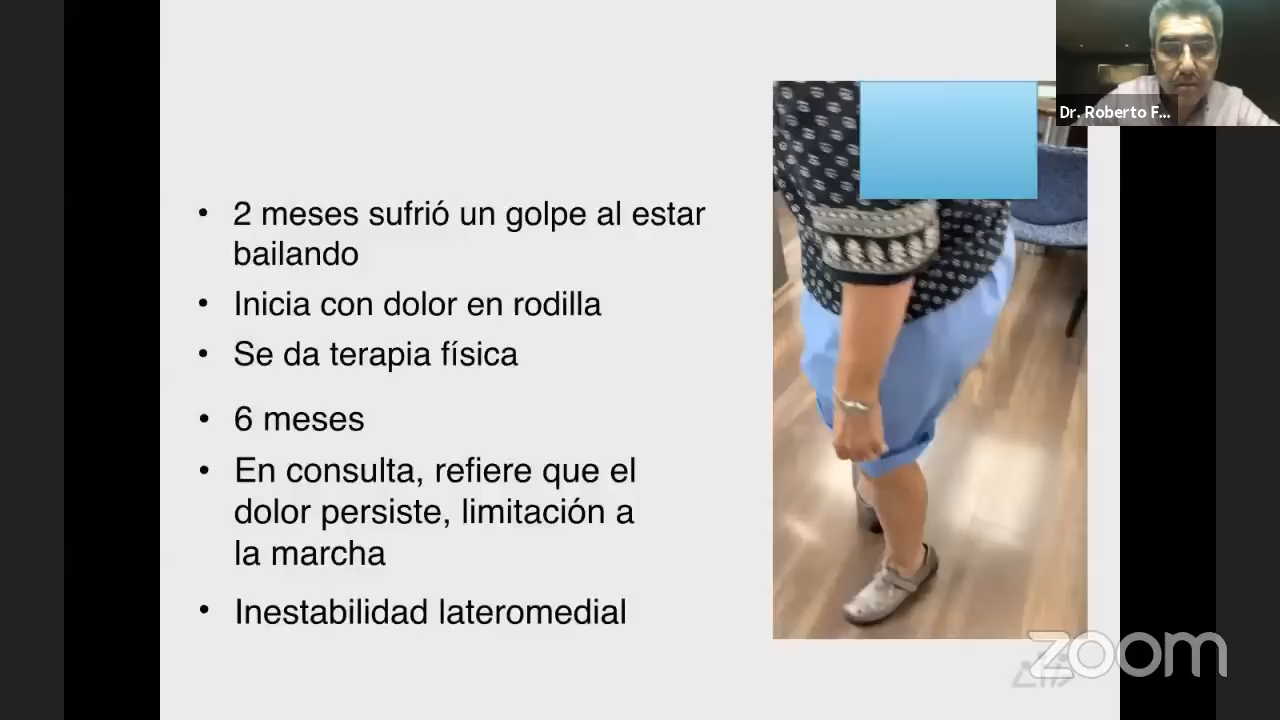 Dr. Roberto F...
• 2 meses sufrió un golpe al estar
bailando
• Inicia con dolor en rodilla
• Se da terapia física
• 6 meses
• En consulta, refiere que el
dolor persiste, limitación a
la marcha
• Inestabilidad lateromedial
zoom